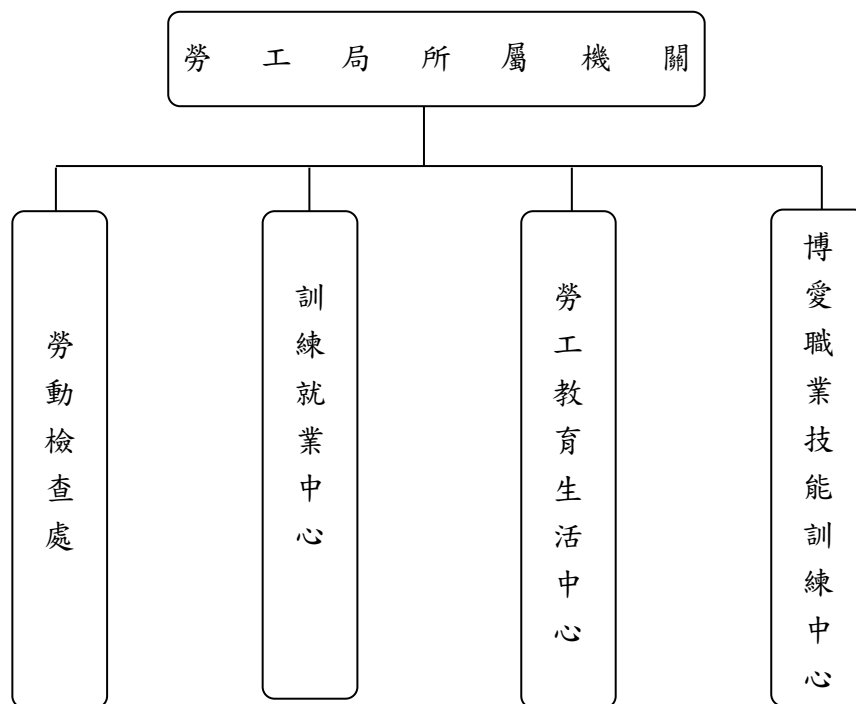 勞工局所屬機關
勞動檢查處
訓練就業中心
勞工教育生活中心
博愛職業技能訓練中心